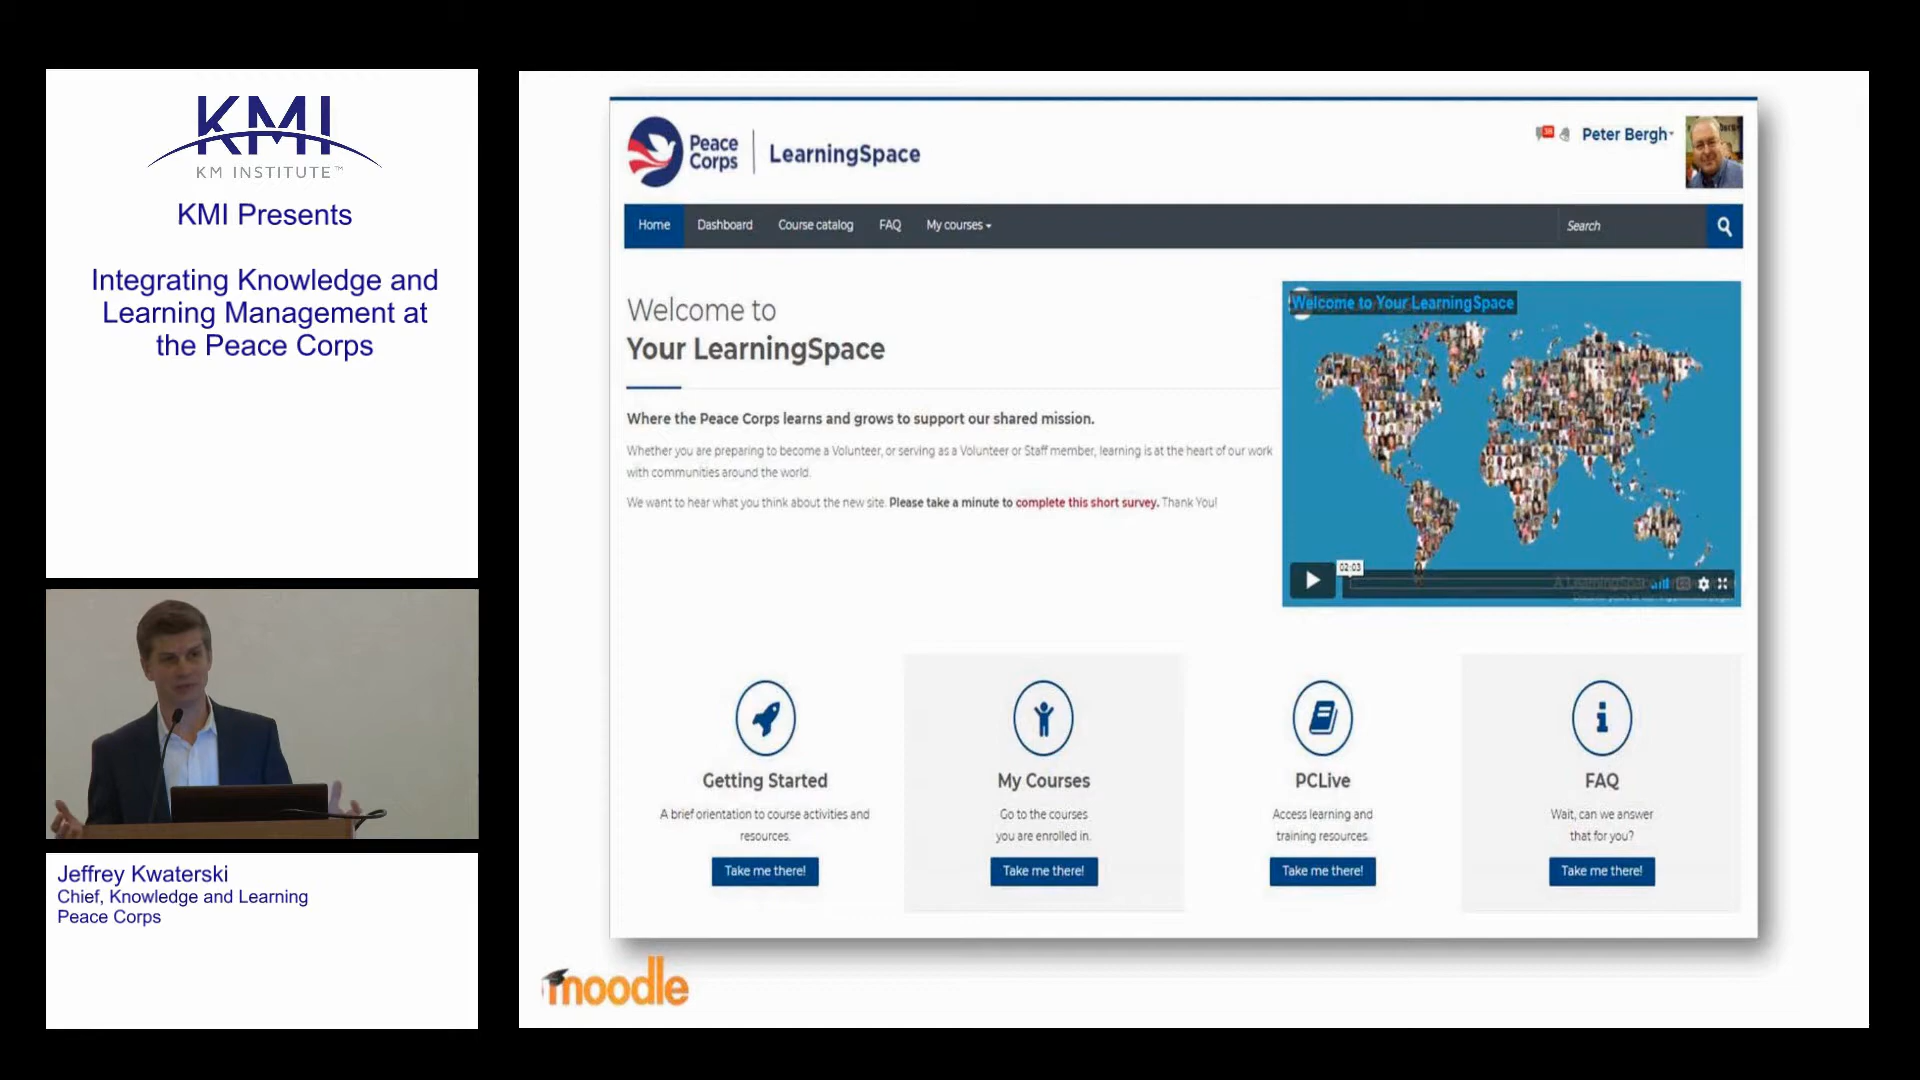 KMI
KM INSTITUTE™
KMI Presents
Integrating Knowledge and
Learning Management at
the Peace Corps
Jeffrey Kwaterski
Chief, Knowledge and Learning
Peace Corps
Peace
Corps
LearningSpace
Peter Bergh
Home
Dashboard
Course catalog
FAQ
My courses
Search
Welcome to
Your LearningSpace
Where the Peace Corps learns and grows to support our shared mission.
Whether you are preparing to become a Volunteer, or serving as a Volunteer or Staff member, learning is at the heart of our work
with communities around the world.
We want to hear what you think about the new site. Please take a minute to complete this short survey. Thank You!
Welcome to Your LearningSpace
02:03
Getting Started
A brief orientation to course activities and
resources.
Take me there!
My Courses
Go to the courses
you are enrolled in.
Take me there!
PCLive
Access learning and
training resources.
Take me there!
FAQ
Wait, can we answer
that for you?
Take me there!
moodle